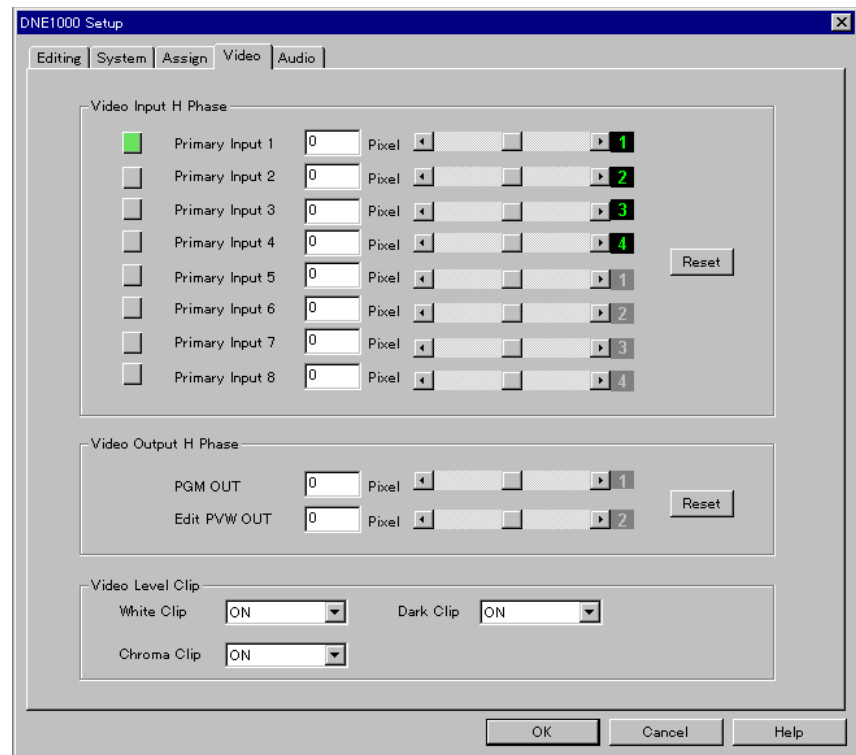 DNE1000 Setup
Editing System Assign Video Audio
Video Input H Phase
Primary Input 1 0 Pixel 1
Primary Input 2 0 Pixel 2
Primary Input 3 0 Pixel 3
Primary Input 4 0 Pixel 4
Reset
Primary Input 5 0 Pixel 1
Primary Input 6 0 Pixel 2
Primary Input 7 0 Pixel 3
Primary Input 8 0 Pixel 4
Video Output H Phase
PGM OUT 0 Pixel 1
Reset
Edit PVW OUT 0 Pixel 2
Video Level Clip
White Clip ON Dark Clip ON
Chroma Clip ON
OK Cancel Help